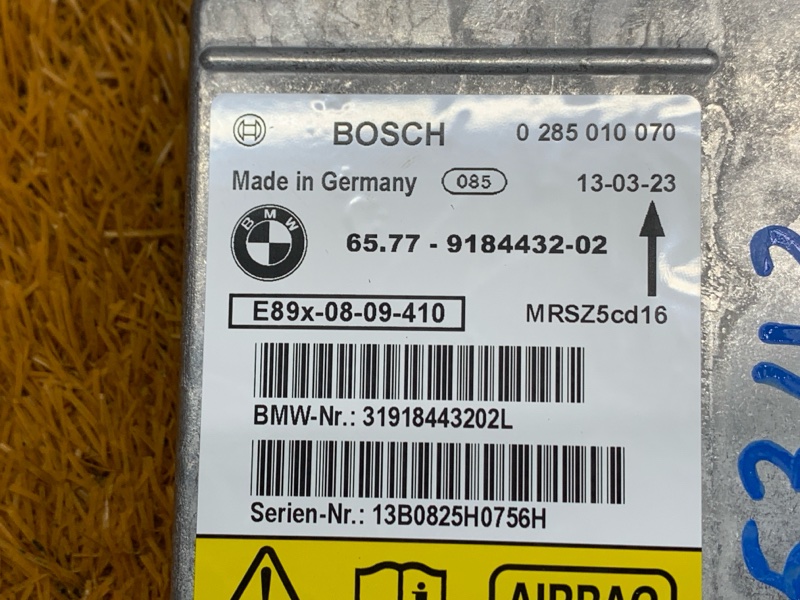 BOSCH 0 285 010 070
Made in Germany 085 13-03-23
BMW
65.77 - 9184432-02
E89x-08-09-410 MRSZ5cd16
BMW-Nr.: 31918443202L
Serien-Nr.: 13B0825H0756H
AIRBAG